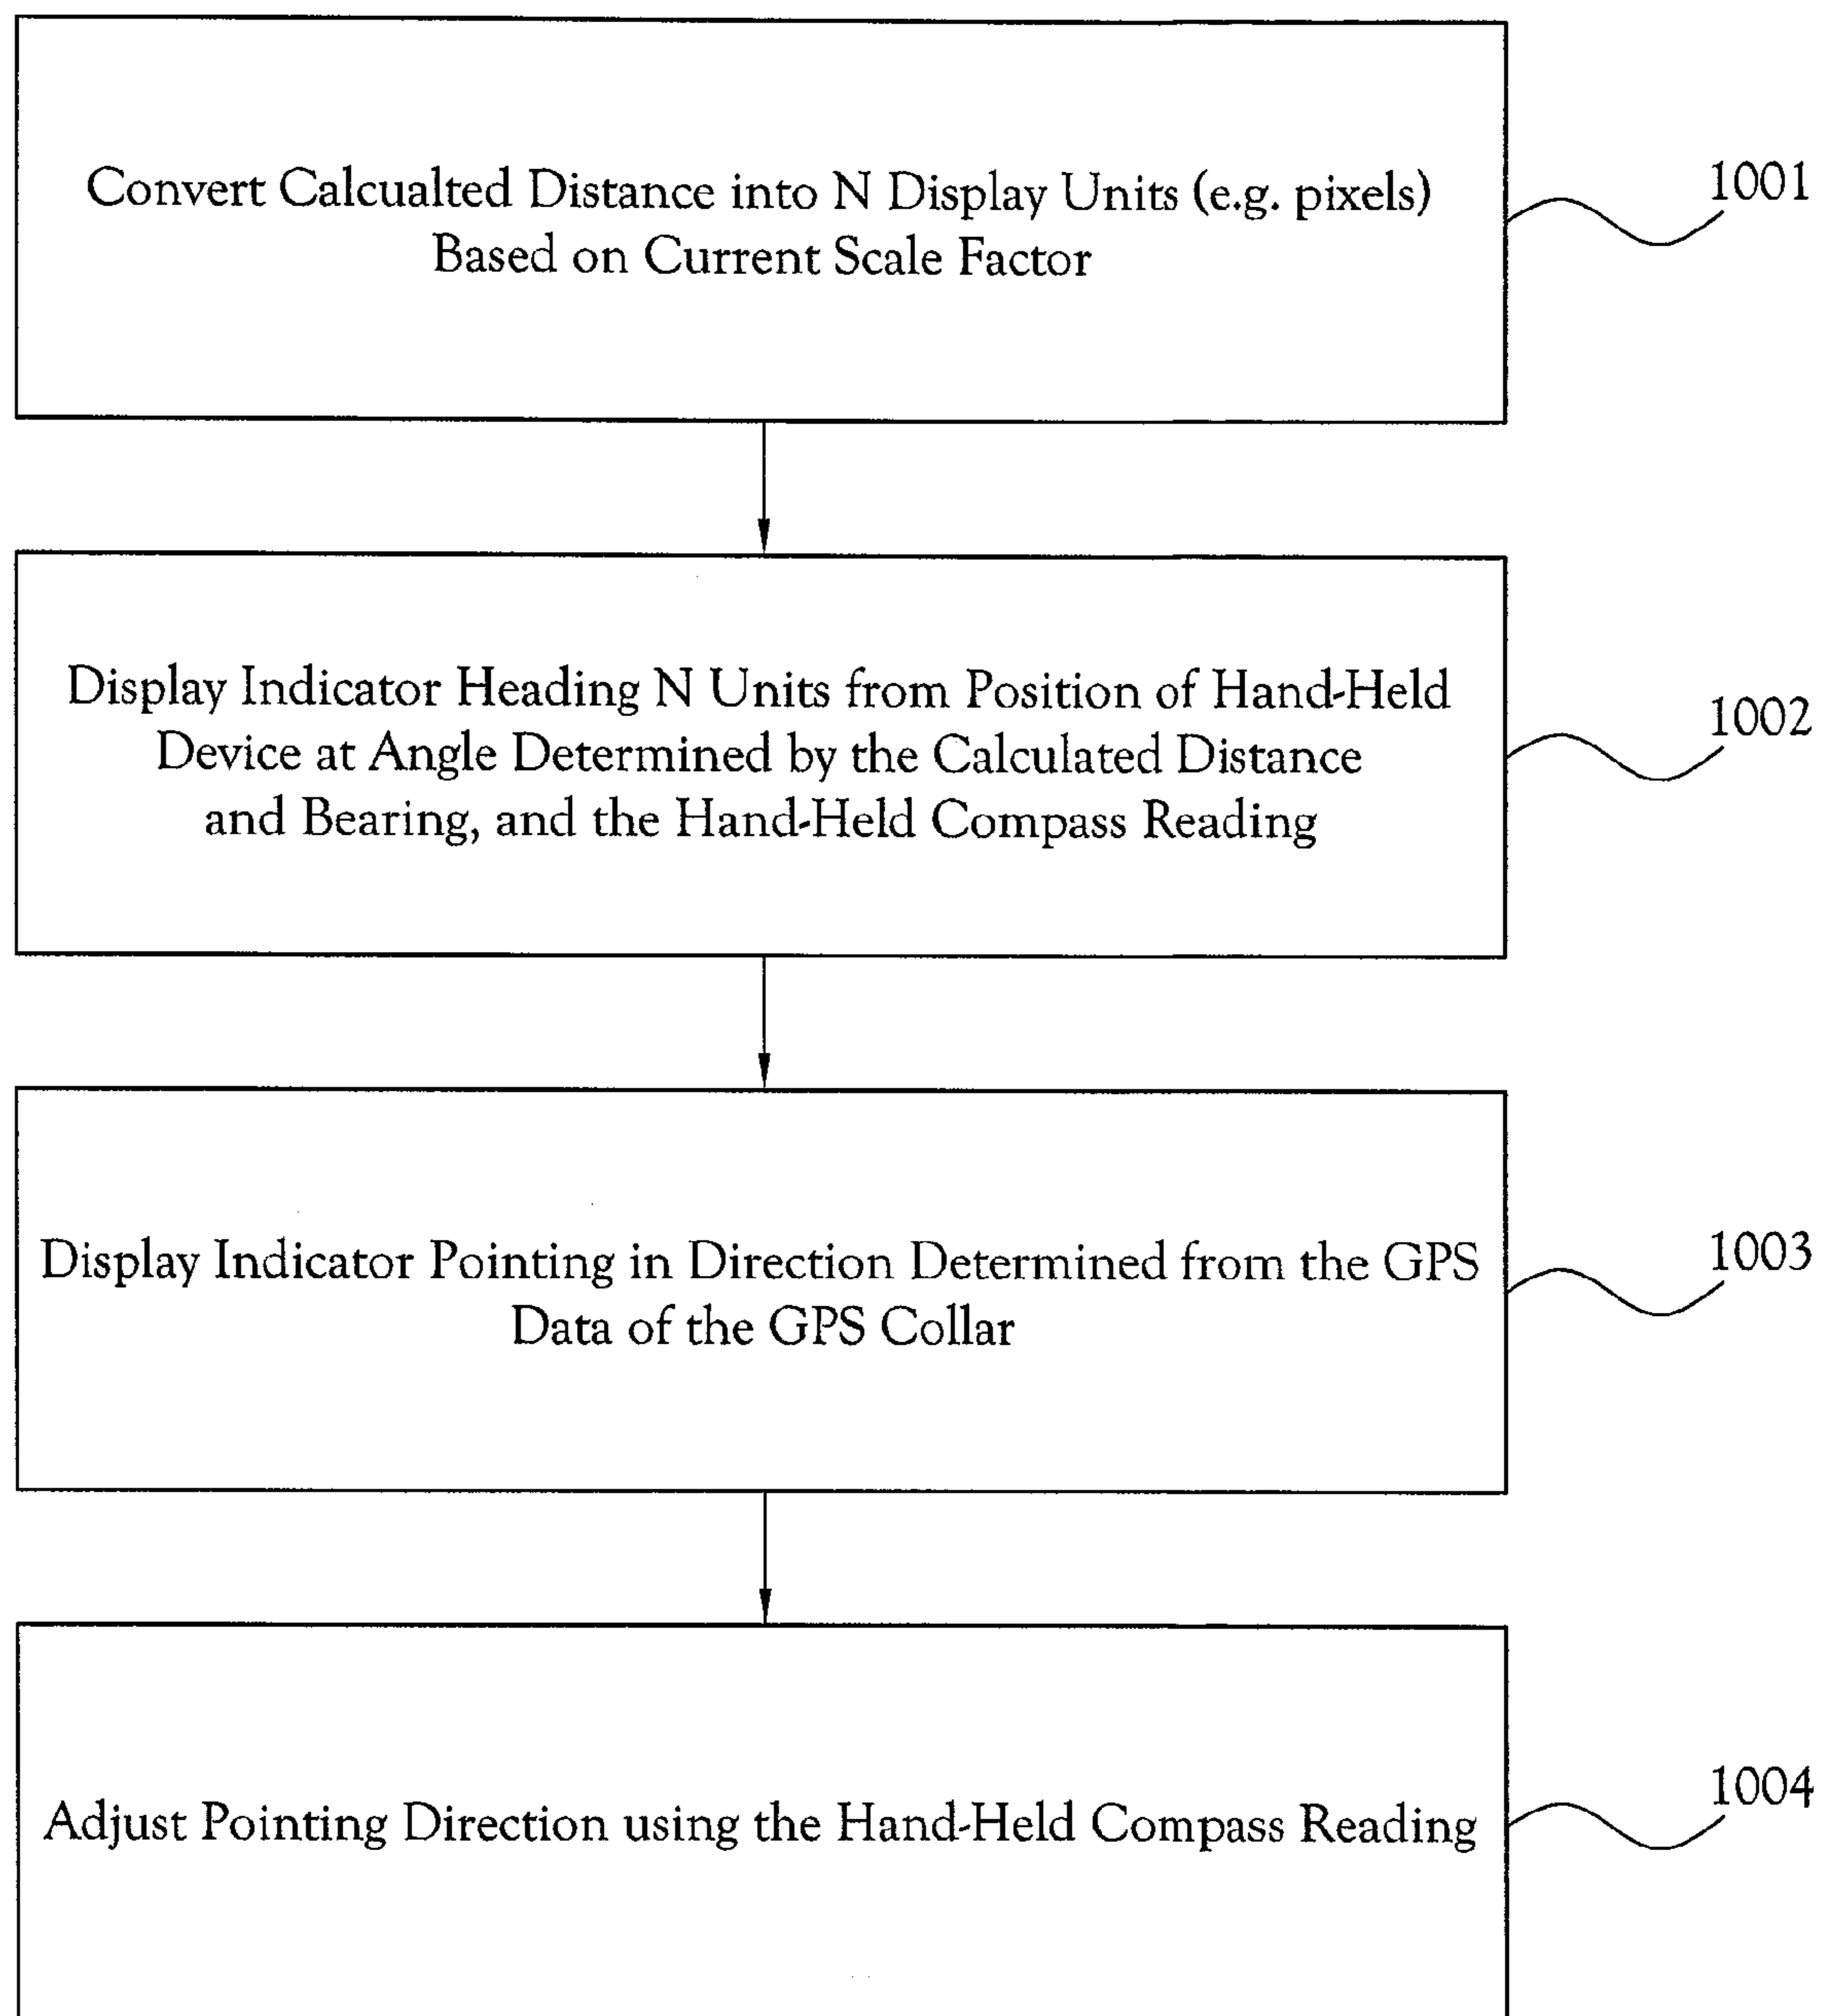 Convert Calcualted Distance into N Display Units (e.g. pixels)
Based on Current Scale Factor
1001
Display Indicator Heading N Units from Position of Hand-Held
Device at Angle Determined by the Calculated Distance
and Bearing, and the Hand-Held Compass Reading
1002
Display Indicator Pointing in Direction Determined from the GPS
Data of the GPS Collar
1003
Adjust Pointing Direction using the Hand-Held Compass Reading
1004